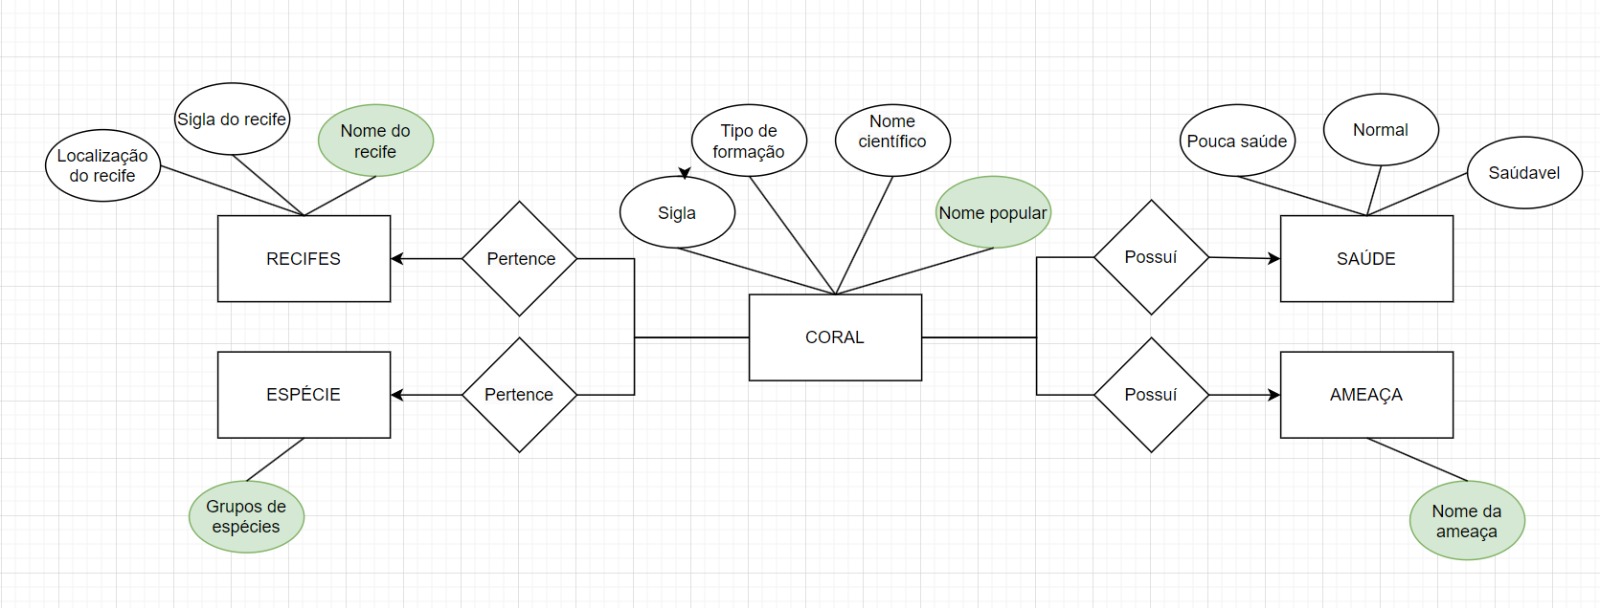 Localização
do recife
Sigla do recife
Nome do
recife
RECIFES
Pertence
ESPÉCIE
Pertence
Grupos de
espécies
Sigla
Tipo de
formação
Nome
científico
Nome popular
CORAL
Possuí
Possuí
Pouca saúde
Normal
Saúdavel
SAÚDE
AMEAÇA
Nome da
ameaça